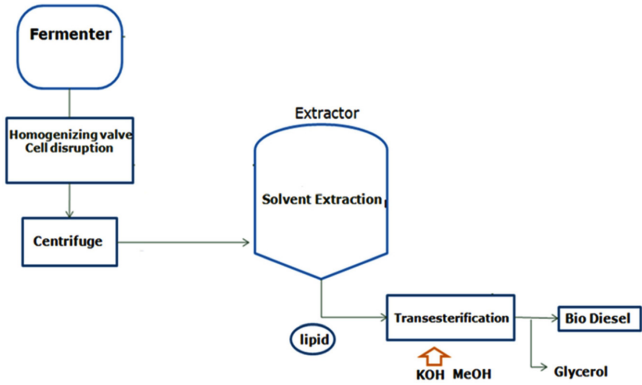 Fermenter
Homogenizing valve
Cell disruption
Centrifuge
Extractor
Solvent Extraction
lipid
Transesterification
KOH MeOH
Bio Diesel
Glycerol